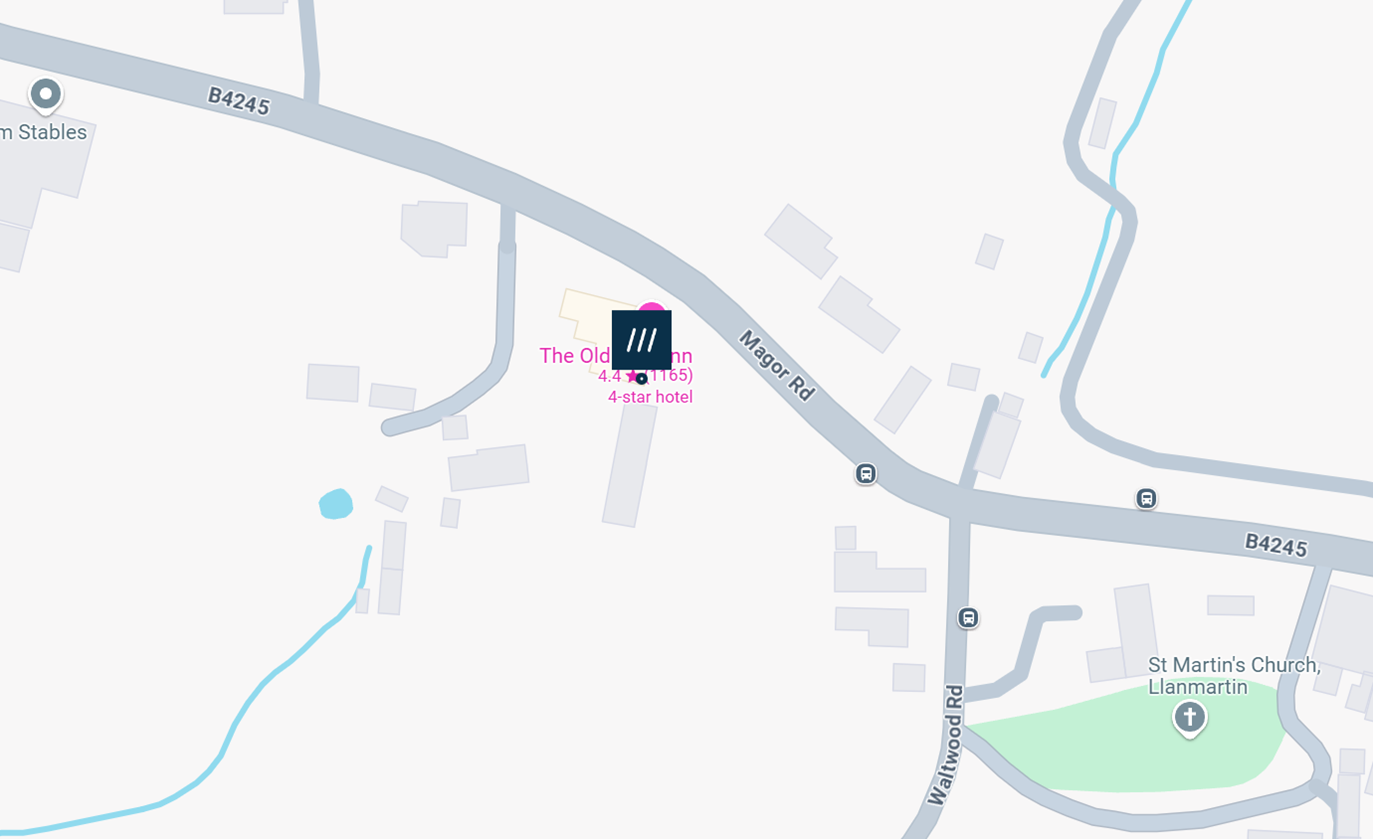 B4245
m Stables
Magor Rd
The Old nn
4.4 ★ (1165)
4-star hotel
B4245
St Martin's Church,
Llanmartin
Waltwood Rd